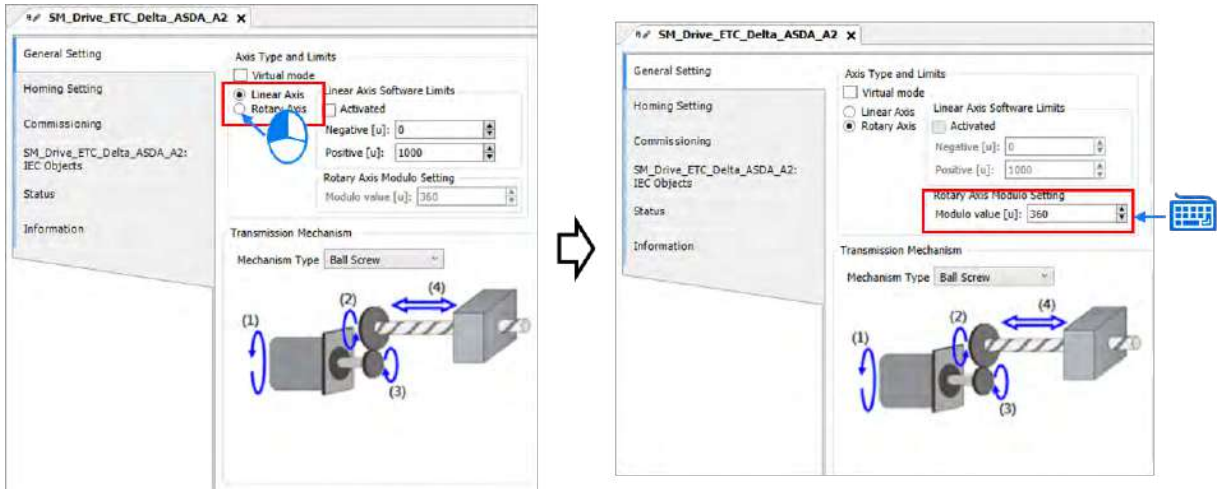 SM_Drive_ETC_Delta_ASDA_A2 X
General Setting
Homing Setting
Commissioning
SM_Drive_ETC_Delta_ASDA_A2:
IEC Objects
Status
Information
Axis Type and Limits
Virtual mode
Linear Axis
Rotary Axis
Linear Axis Software Limits
Activated
Negative [u]: 0
Positive [u]: 1000
Rotary Axis Modulo Setting
Modulo value [u]: 360
Transmission Mechanism
Mechanism Type Ball Screw
(1)
(2)
(4)
(3)
SM_Drive_ETC_Delta_ASDA_A2 X
General Setting
Homing Setting
Commissioning
SM_Drive_ETC_Delta_ASDA_A2:
IEC Objects
Status
Information
Axis Type and Limits
Virtual mode
Linear Axis
Rotary Axis
Linear Axis Software Limits
Activated
Negative [u]: 0
Positive [u]: 1000
Rotary Axis Modulo Setting
Modulo value [u]: 360
Transmission Mechanism
Mechanism Type Ball Screw
(1)
(2)
(4)
(3)